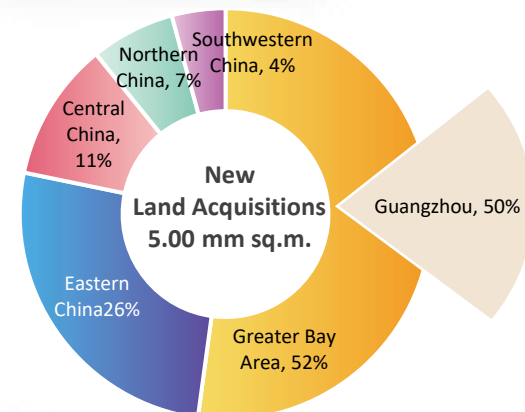 Southwestern
China, 4%
Northern
China, 7%
Central
China,
11%
New
Land Acquisitions
5.00 mm sq.m.
Guangzhou, 50%
Eastern
China26%
Greater Bay
Area, 52%